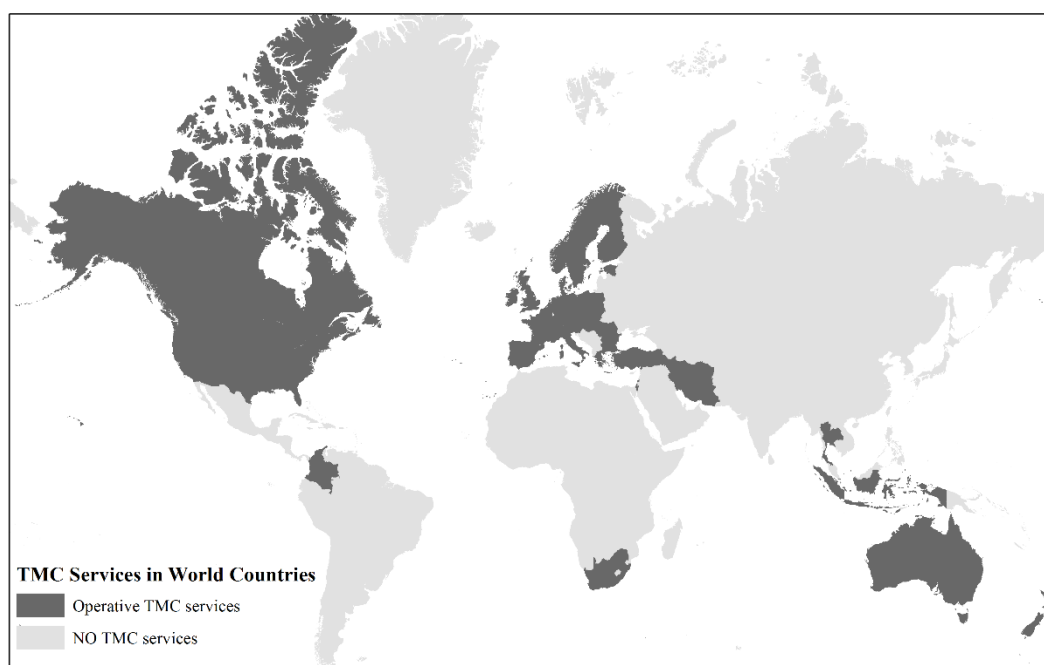 TMC Services in World Countries
Operative TMC services
NO TMC services